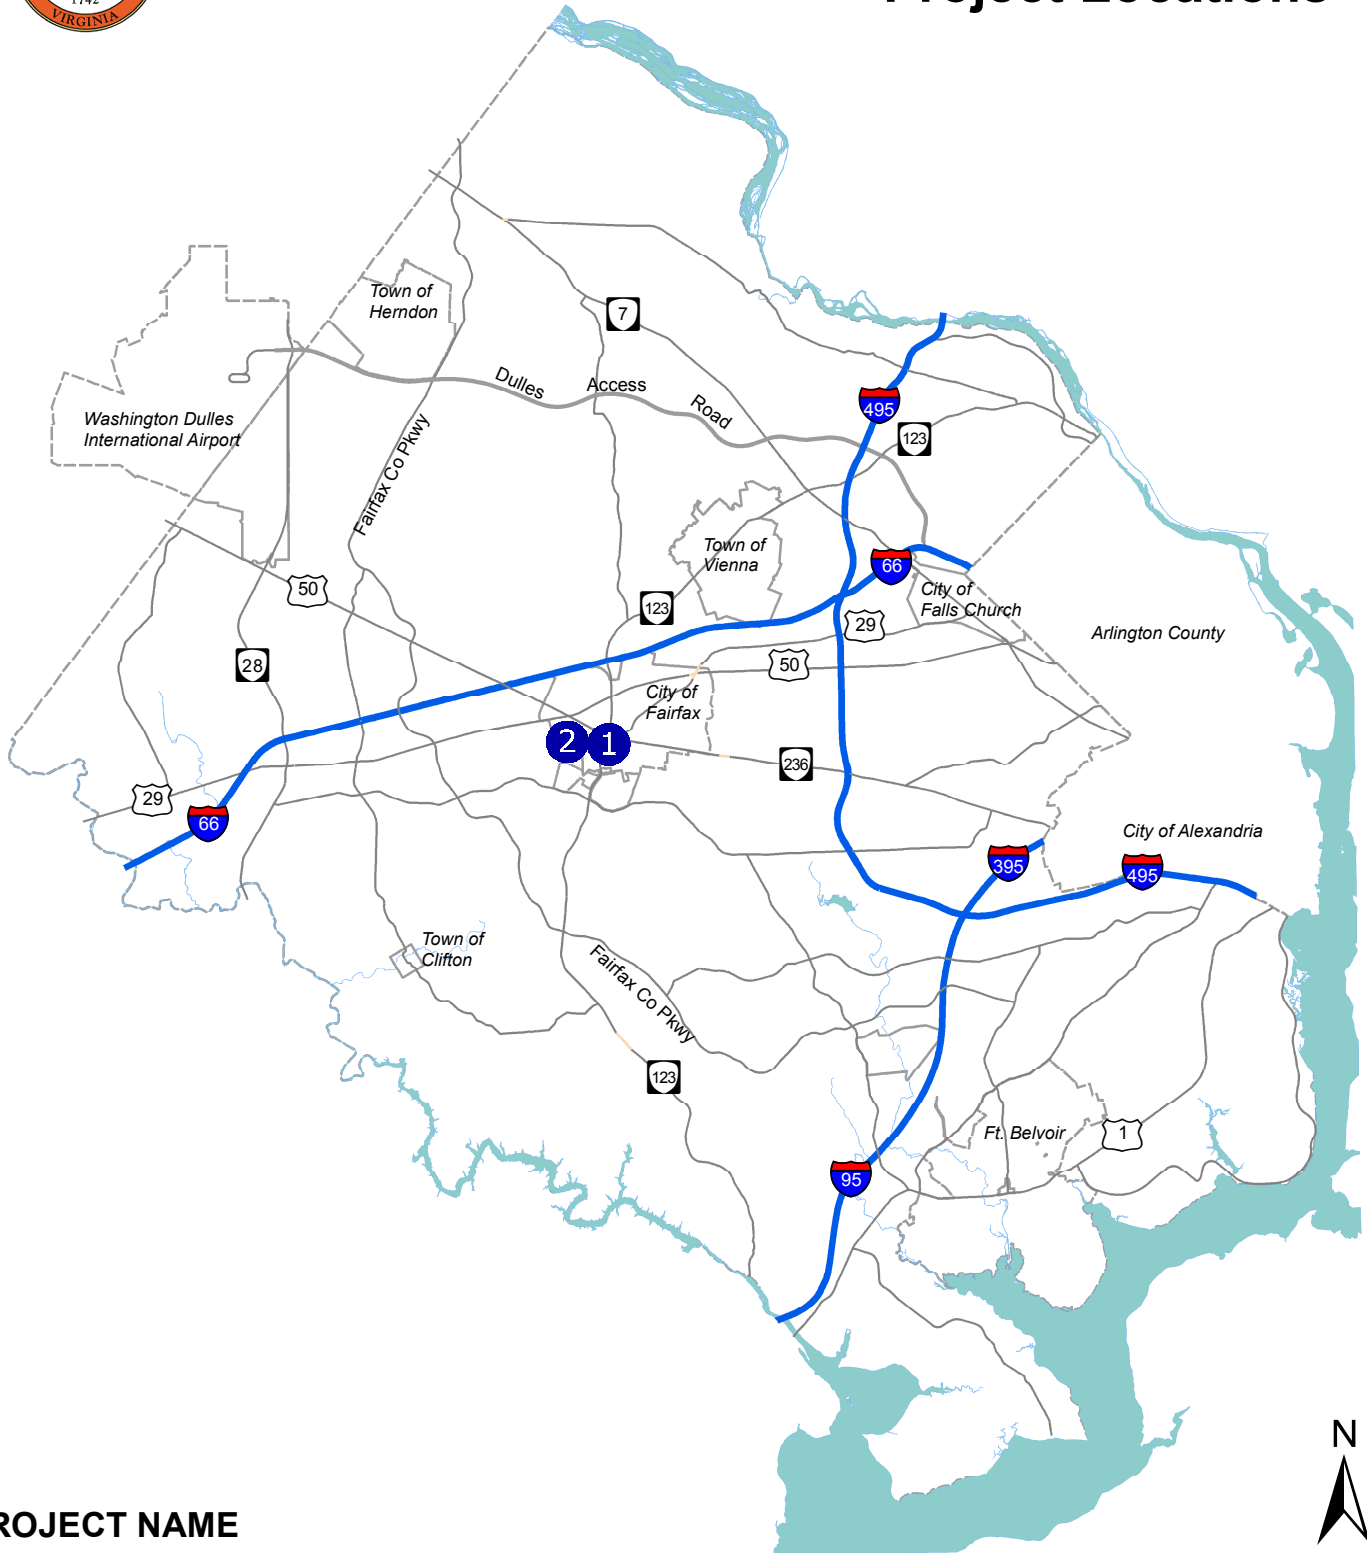 1742
VIRGINIA
Project Locations
Town of
Herndon
7
Dulles
Access
Road
495
Washington Dulles
International Airport
123
Fairfax Co Pkwy
Town of
Vienna
66
50
City of
Falls Church
123
29
Arlington County
28
50
City of
Fairfax
2
1
236
29
66
City of Alexandria
395
495
Town of
Clifton
Fairfax Co Pkwy
123
Ft. Belvoir
1
95
N
ROJECT NAME